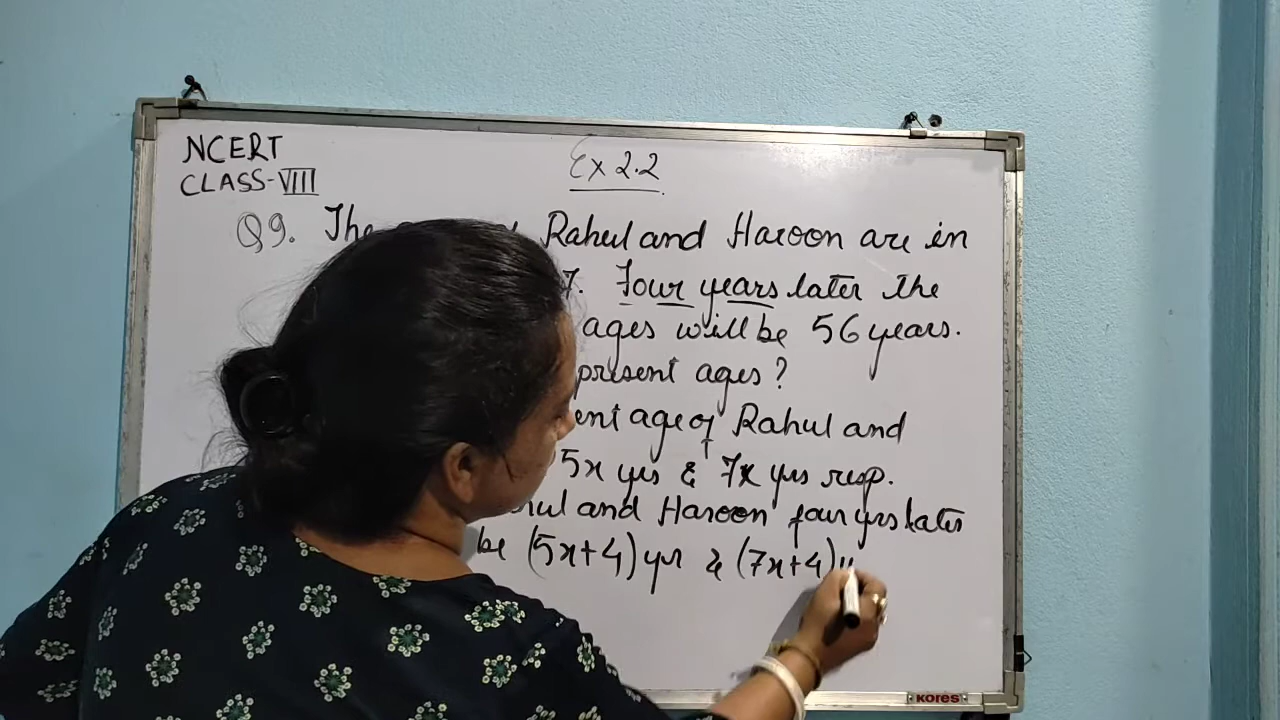 NCERT
CLASS-VIII
Ex 2.2
Q9. The Rahul and Haroon are in
7. Four years later the
ages will be 56 years.
present ages?
age of Rahul and
5x yrs & 7x yrs resp.
and Haroon four yrs later
be (5x+4) yr & (7x+4)
KORES